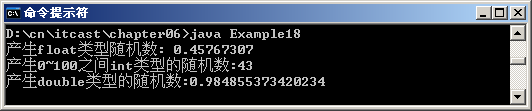 命令提示符
D:\cn\itcast\chapter06>java Example18
产生float类型随机数: 0.45767307
产生0~100之间int类型的随机数:43
产生double类型的随机数:0.984855373420234